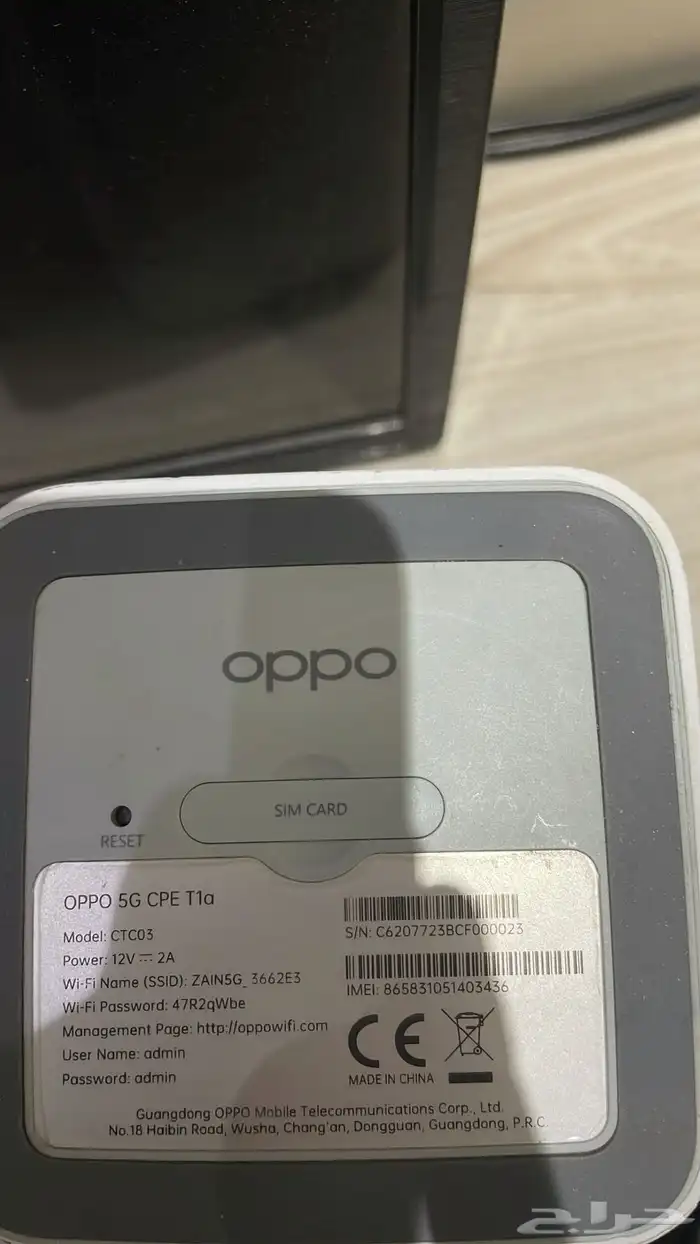 oppo
SIM CARD
RESET
OPPO 5G CPE T1a
Model: CTC03
Power: 12V ⎓ 2A
Wi-Fi Name (SSID): ZAIN5G_3662E3
Wi-Fi Password: 47R2qWbe
Management Page: http://oppowifi.com
User Name: admin
Password: admin
S/N: C6207723BCF000023
IMEI: 865831051403436
CE
MADE IN CHINA
Guangdong OPPO Mobile Telecommunications Corp., Ltd.
No.18 Haibin Road, Wusha, Chang'an, Dongguan, Guangdong, P.R.C.
حراج